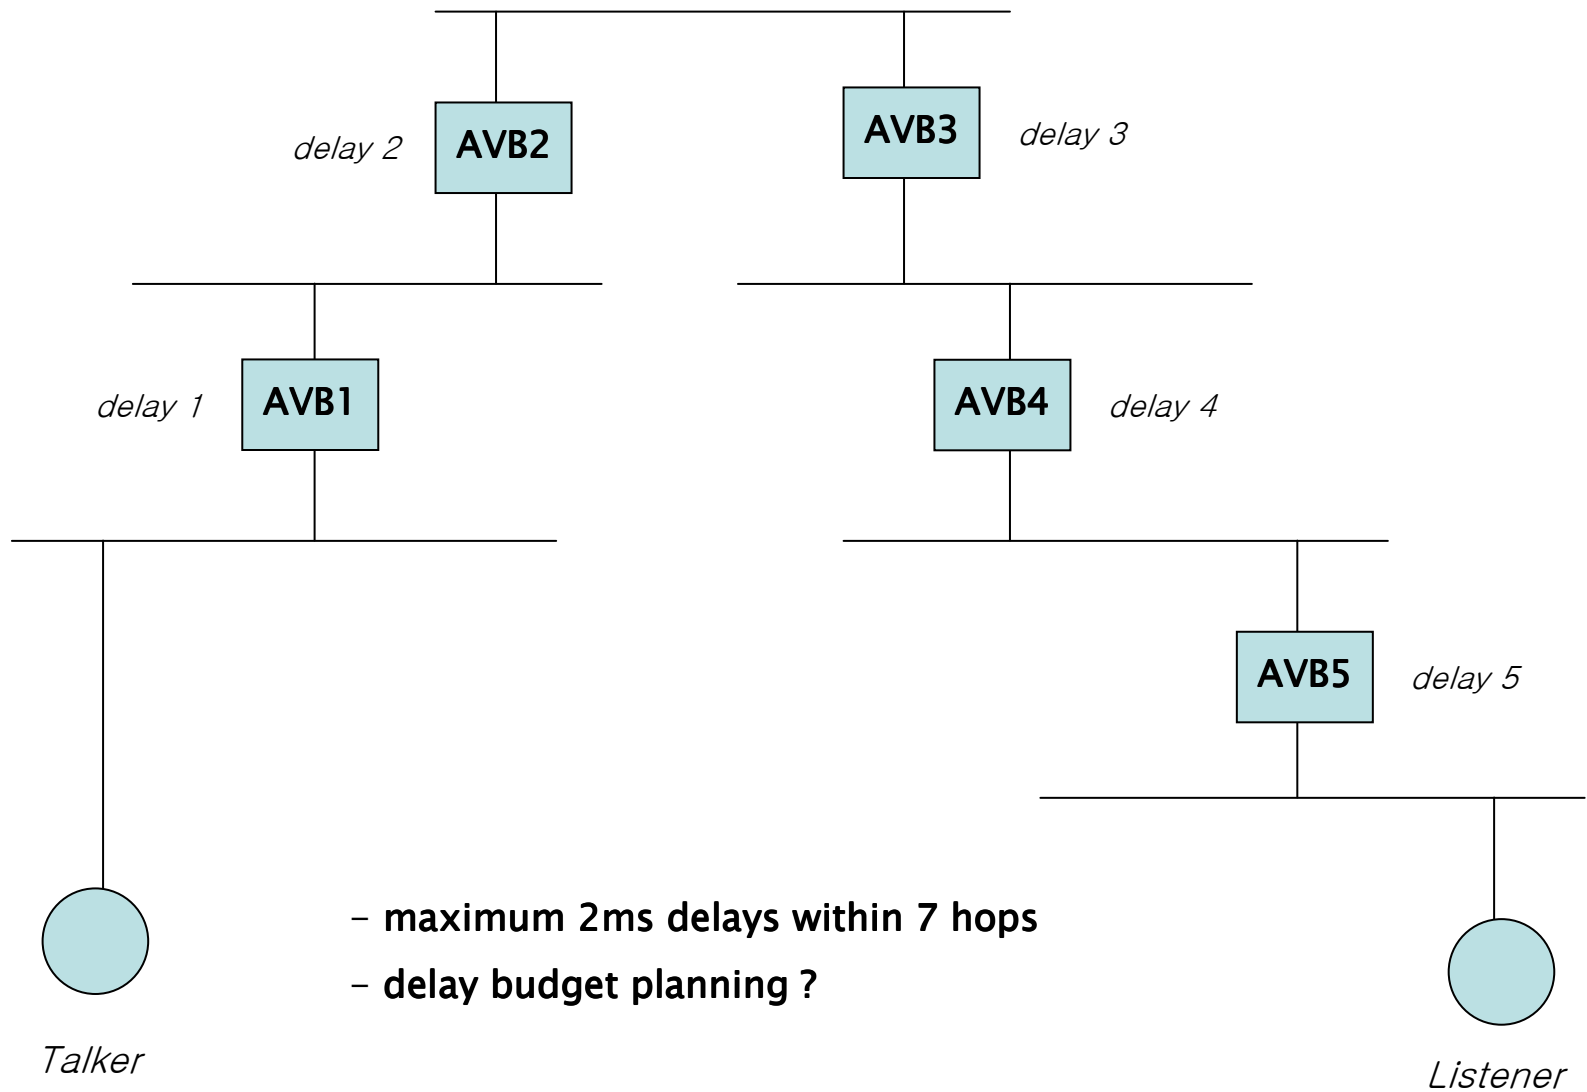 AVB2
delay 2
AVB3
delay 3
AVB1
delay 1
AVB4
delay 4
AVB5
delay 5
– maximum 2ms delays within 7 hops
– delay budget planning ?
Talker
Listener